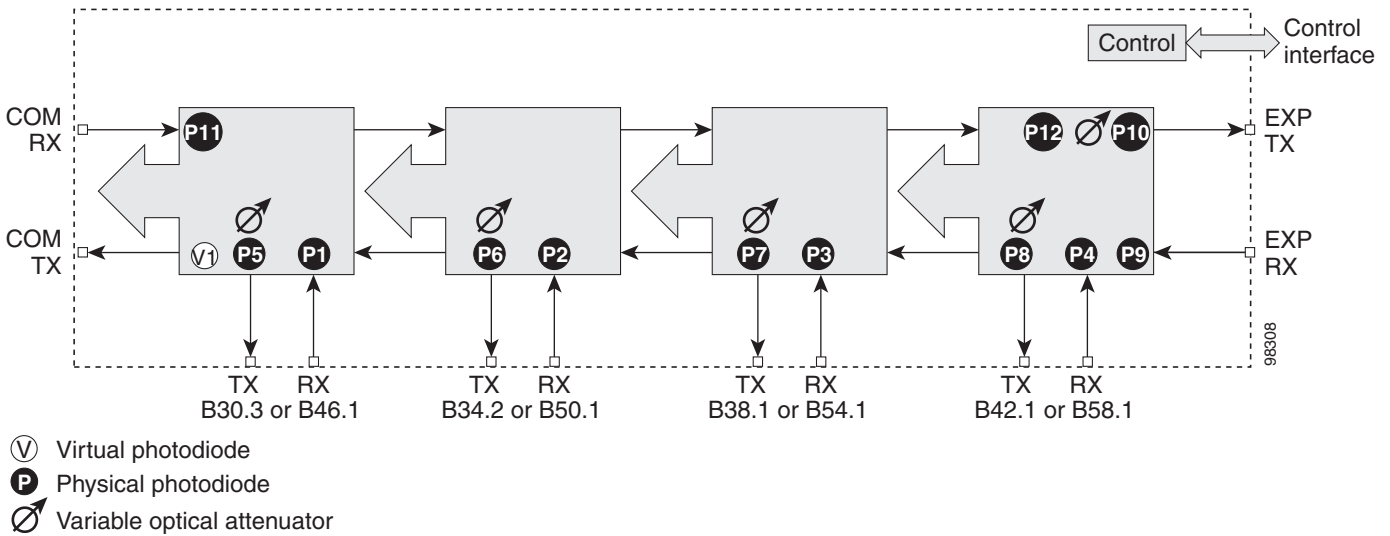 Control
Control
interface
COM
RX
P11
P12
P10
EXP
TX
COM
TX
V1
P5
P1
P6
P2
P7
P3
P8
P4
P9
EXP
RX
98308
TX RX
B30.3 or B46.1
TX RX
B34.2 or B50.1
TX RX
B38.1 or B54.1
TX RX
B42.1 or B58.1
V Virtual photodiode
P Physical photodiode
Variable optical attenuator